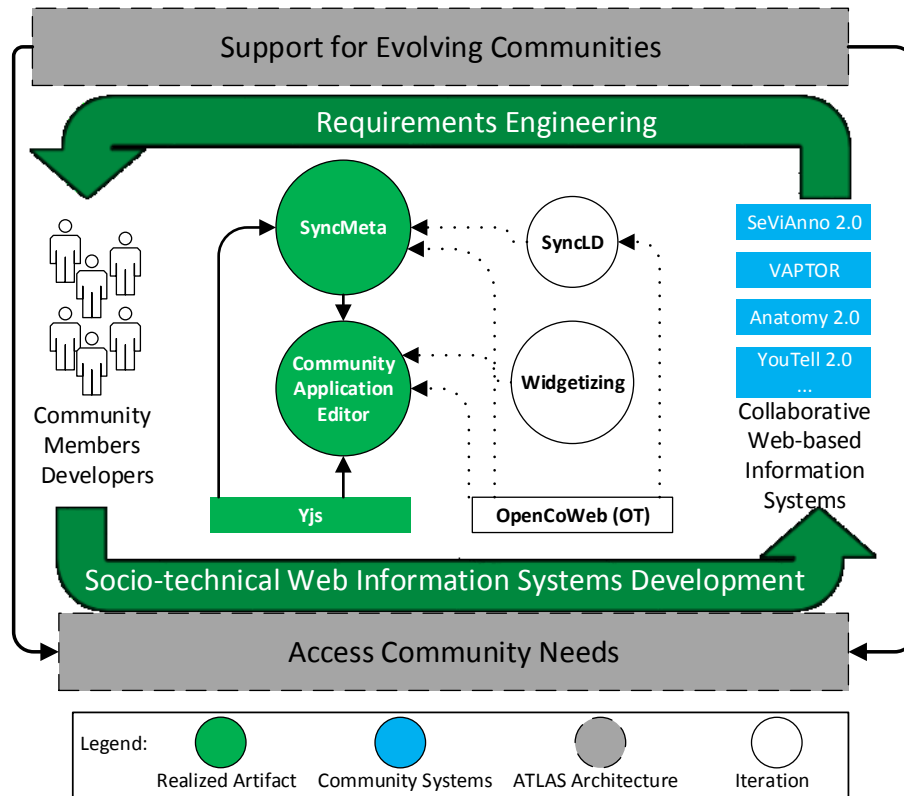 Support for Evolving Communities
Requirements Engineering
SyncMeta
SyncLD
Community
Application
Editor
Widgetizing
Yjs
OpenCoWeb (OT)
Community
Members
Developers
SeViAnno 2.0
VAPTOR
Anatomy 2.0
YouTell 2.0
...
Collaborative
Web-based
Information
Systems
Socio-technical Web Information Systems Development
Access Community Needs
Legend:
Realized Artifact
Community Systems
ATLAS Architecture
Iteration